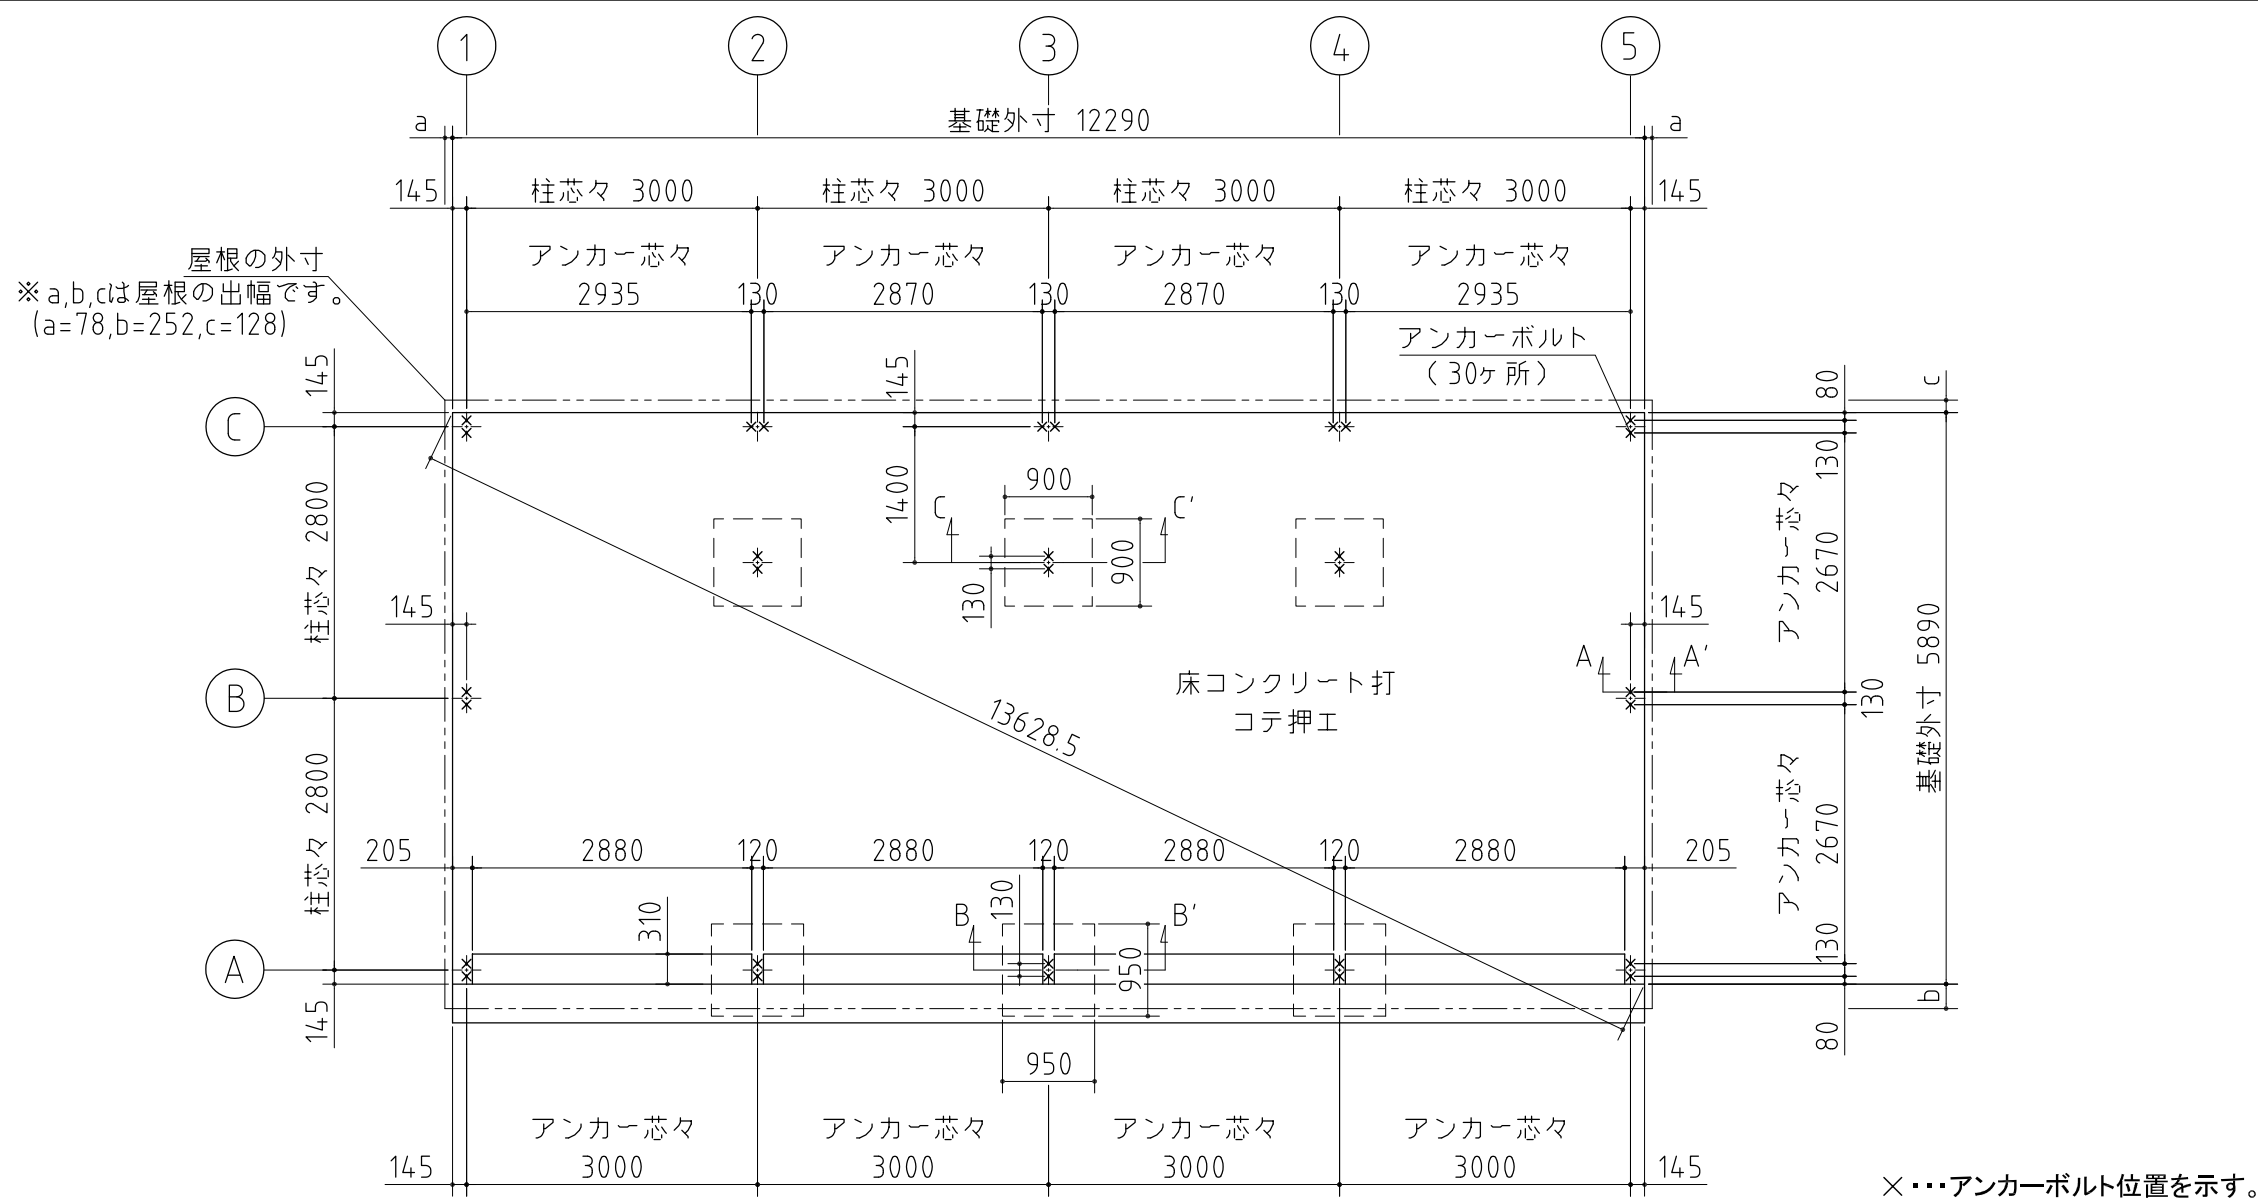 1 2 3 4 5
a 基礎外寸 12290 a
145 柱芯々 3000 柱芯々 3000 柱芯々 3000 柱芯々 3000 145
アンカー芯々 アンカー芯々 アンカー芯々 アンカー芯々
2935 130 2870 130 2870 130 2935
屋根の外寸
※a,b,cは屋根の出幅です。
(a=78,b=252,c=128)
アンカーボルト
(30ヶ所)
145
145
80
c
C
柱芯々 2800
1400
900
C C'
900
130
130
アンカー芯々
2670
145
145
B
A A'
130
基礎外寸 5890
床コンクリート打
コテ押エ
13628.5
柱芯々 2800
アンカー芯々
2670
205 2880 120 2880 120 2880 120 2880 205
310
B B'
130
950
130
A
145
b
80
950
アンカー芯々 アンカー芯々 アンカー芯々 アンカー芯々
145 3000 3000 3000 3000 145
×・・・アンカーボルト位置を示す。